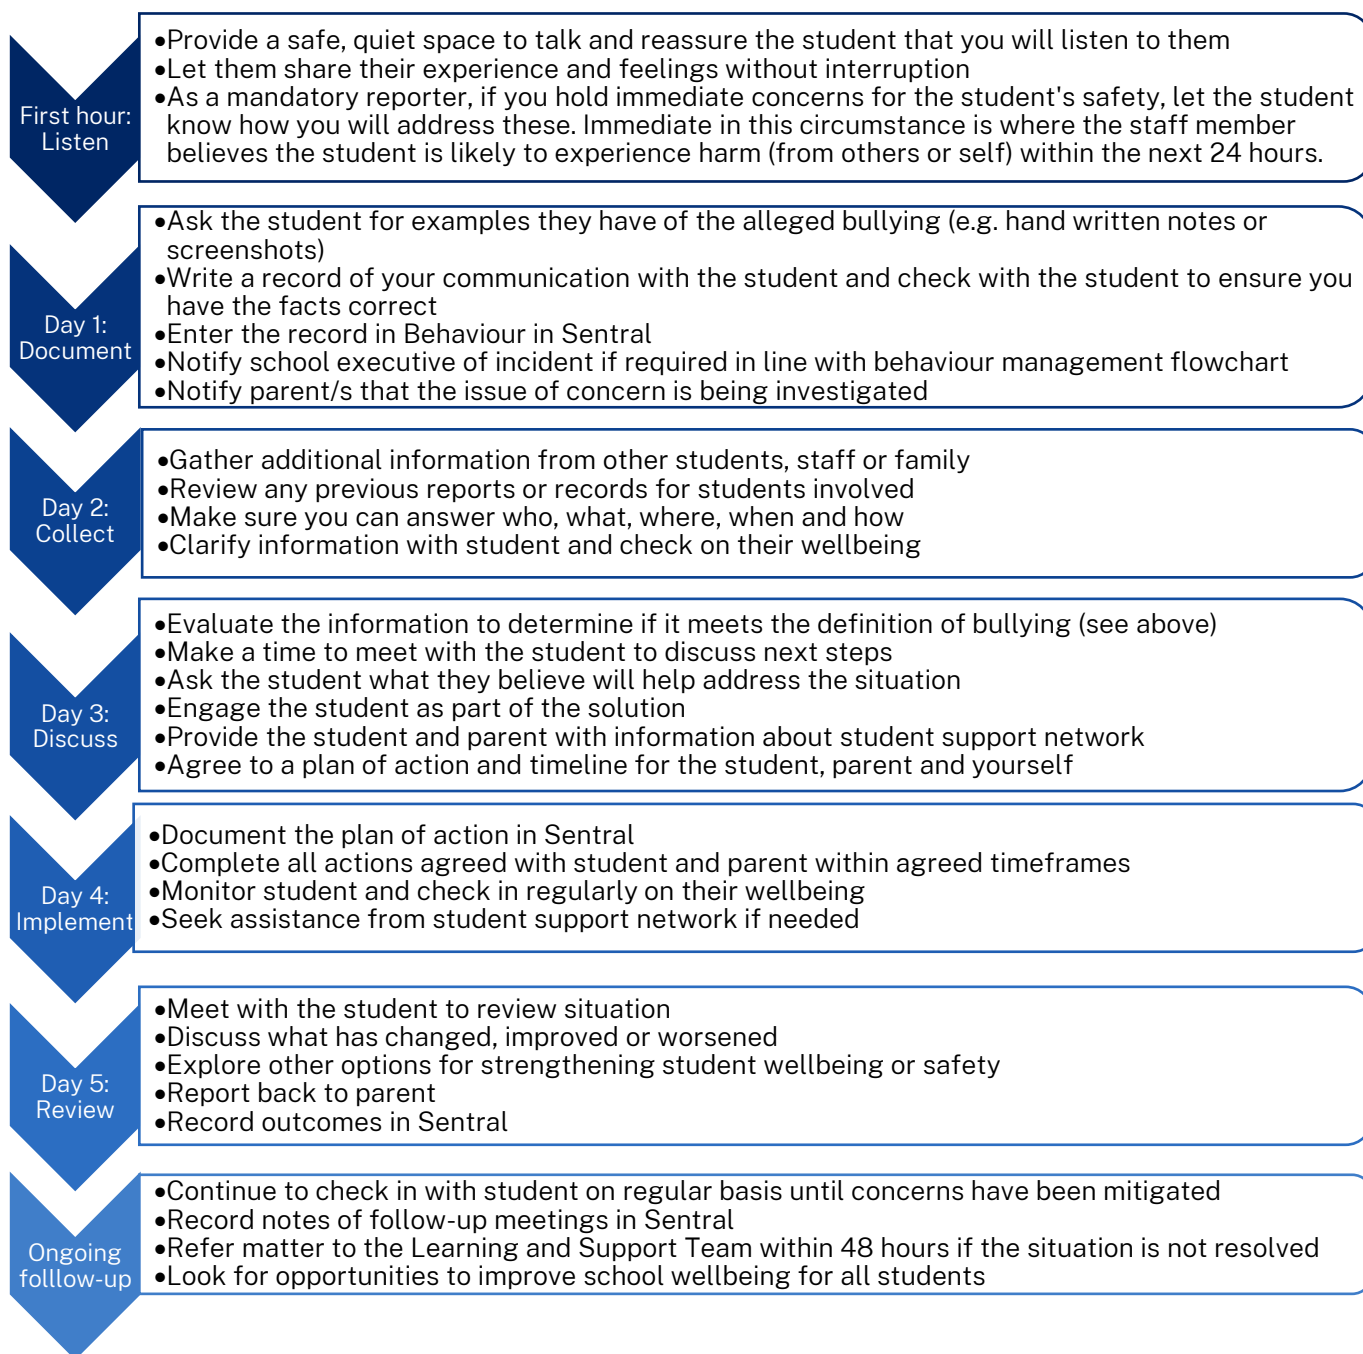 First hour:
Listen
•Provide a safe, quiet space to talk and reassure the student that you will listen to them
•Let them share their experience and feelings without interruption
•As a mandatory reporter, if you hold immediate concerns for the student's safety, let the student
know how you will address these. Immediate in this circumstance is where the staff member
believes the student is likely to experience harm (from others or self) within the next 24 hours.
Day 1:
Document
•Ask the student for examples they have of the alleged bullying (e.g. hand written notes or
screenshots)
•Write a record of your communication with the student and check with the student to ensure you
have the facts correct
•Enter the record in Behaviour in Sentral
•Notify school executive of incident if required in line with behaviour management flowchart
•Notify parent/s that the issue of concern is being investigated
Day 2:
Collect
•Gather additional information from other students, staff or family
•Review any previous reports or records for students involved
•Make sure you can answer who, what, where, when and how
•Clarify information with student and check on their wellbeing
Day 3:
Discuss
•Evaluate the information to determine if it meets the definition of bullying (see above)
•Make a time to meet with the student to discuss next steps
•Ask the student what they believe will help address the situation
•Engage the student as part of the solution
•Provide the student and parent with information about student support network
•Agree to a plan of action and timeline for the student, parent and yourself
Day 4:
Implement
•Document the plan of action in Sentral
•Complete all actions agreed with student and parent within agreed timeframes
•Monitor student and check in regularly on their wellbeing
•Seek assistance from student support network if needed
Day 5:
Review
•Meet with the student to review situation
•Discuss what has changed, improved or worsened
•Explore other options for strengthening student wellbeing or safety
•Report back to parent
•Record outcomes in Sentral
Ongoing
folllow-up
•Continue to check in with student on regular basis until concerns have been mitigated
•Record notes of follow-up meetings in Sentral
•Refer matter to the Learning and Support Team within 48 hours if the situation is not resolved
•Look for opportunities to improve school wellbeing for all students